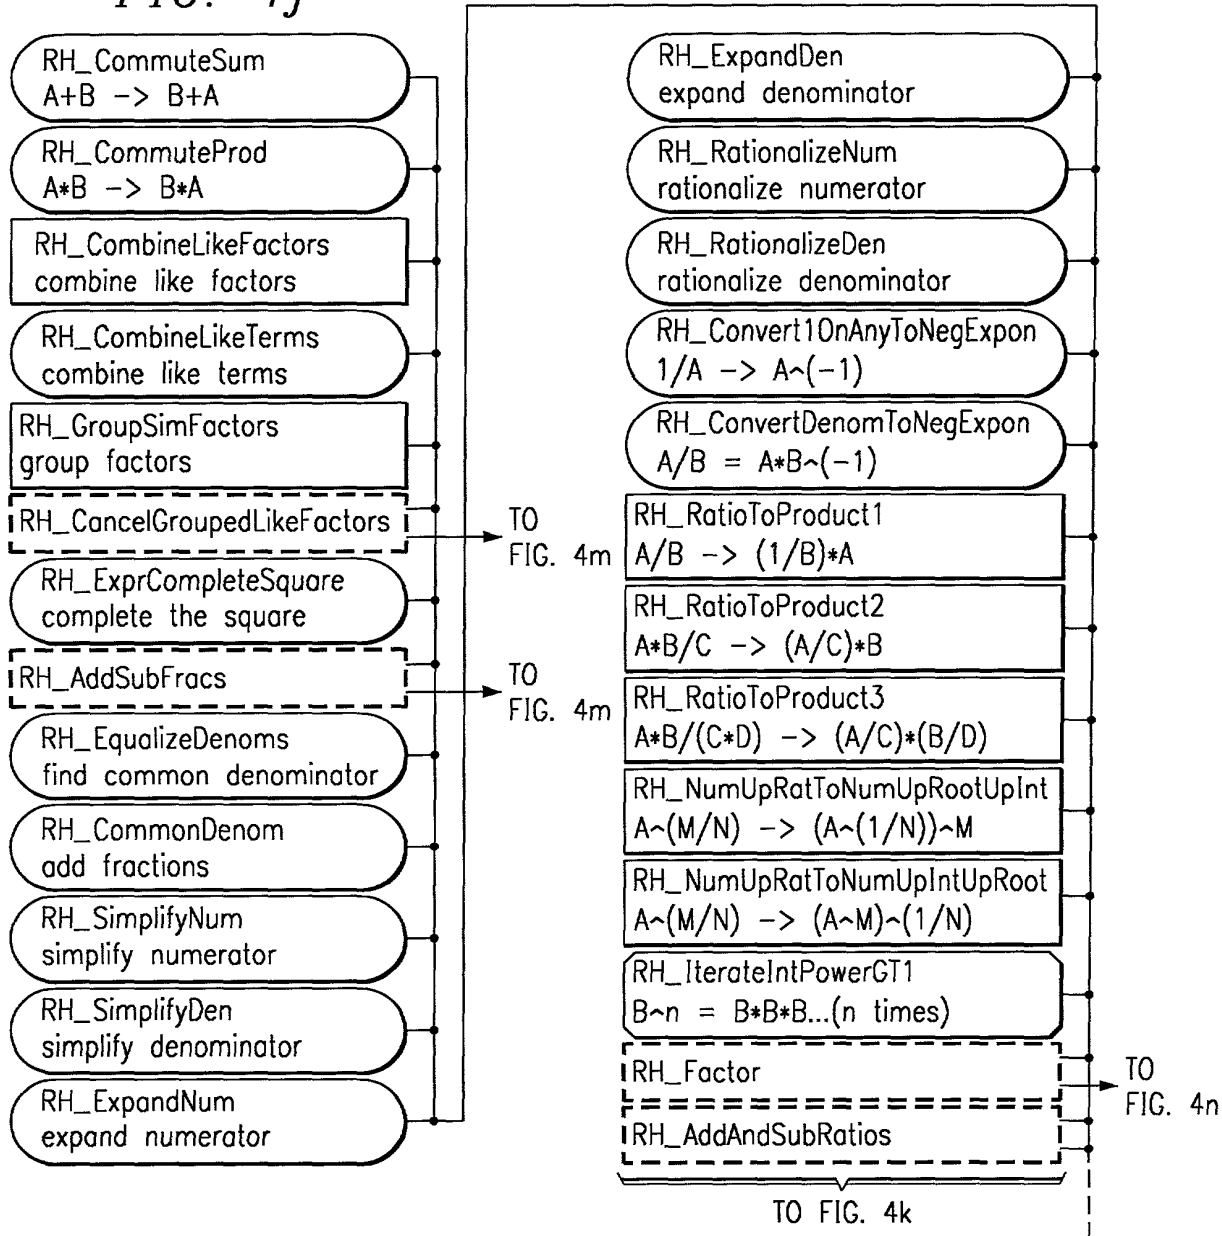 FIG. 4j
RH_CommuteSum
A+B -> B+A
RH_CommuteProd
A*B -> B*A
RH_CombineLikeFactors
combine like factors
RH_CombineLikeTerms
combine like terms
RH_GroupSimFactors
group factors
RH_CancelGroupedLikeFactors
TO
FIG. 4m
RH_ExprCompleteSquare
complete the square
RH_AddSubFracs
TO
FIG. 4m
RH_EqualizeDenoms
find common denominator
RH_CommonDenom
add fractions
RH_SimplifyNum
simplify numerator
RH_SimplifyDen
simplify denominator
RH_ExpandNum
expand numerator
RH_ExpandDen
expand denominator
RH_RationalizeNum
rationalize numerator
RH_RationalizeDen
rationalize denominator
RH_Convert1OnAnyToNegExpon
1/A -> A~(-1)
RH_ConvertDenomToNegExpon
A/B = A*B~(-1)
RH_RatioToProduct1
A/B -> (1/B)*A
RH_RatioToProduct2
A*B/C -> (A/C)*B
RH_RatioToProduct3
A*B/(C*D) -> (A/C)*(B/D)
RH_NumUpRatToNumUpRootUpInt
A~(M/N) -> (A~(1/N))~M
RH_NumUpRatToNumUpIntUpRoot
A~(M/N) -> (A~M)~(1/N)
RH_IterateIntPowerGT1
B~n = B*B*B...(n times)
RH_Factor
TO
FIG. 4n
RH_AddAndSubRatios
TO FIG. 4k